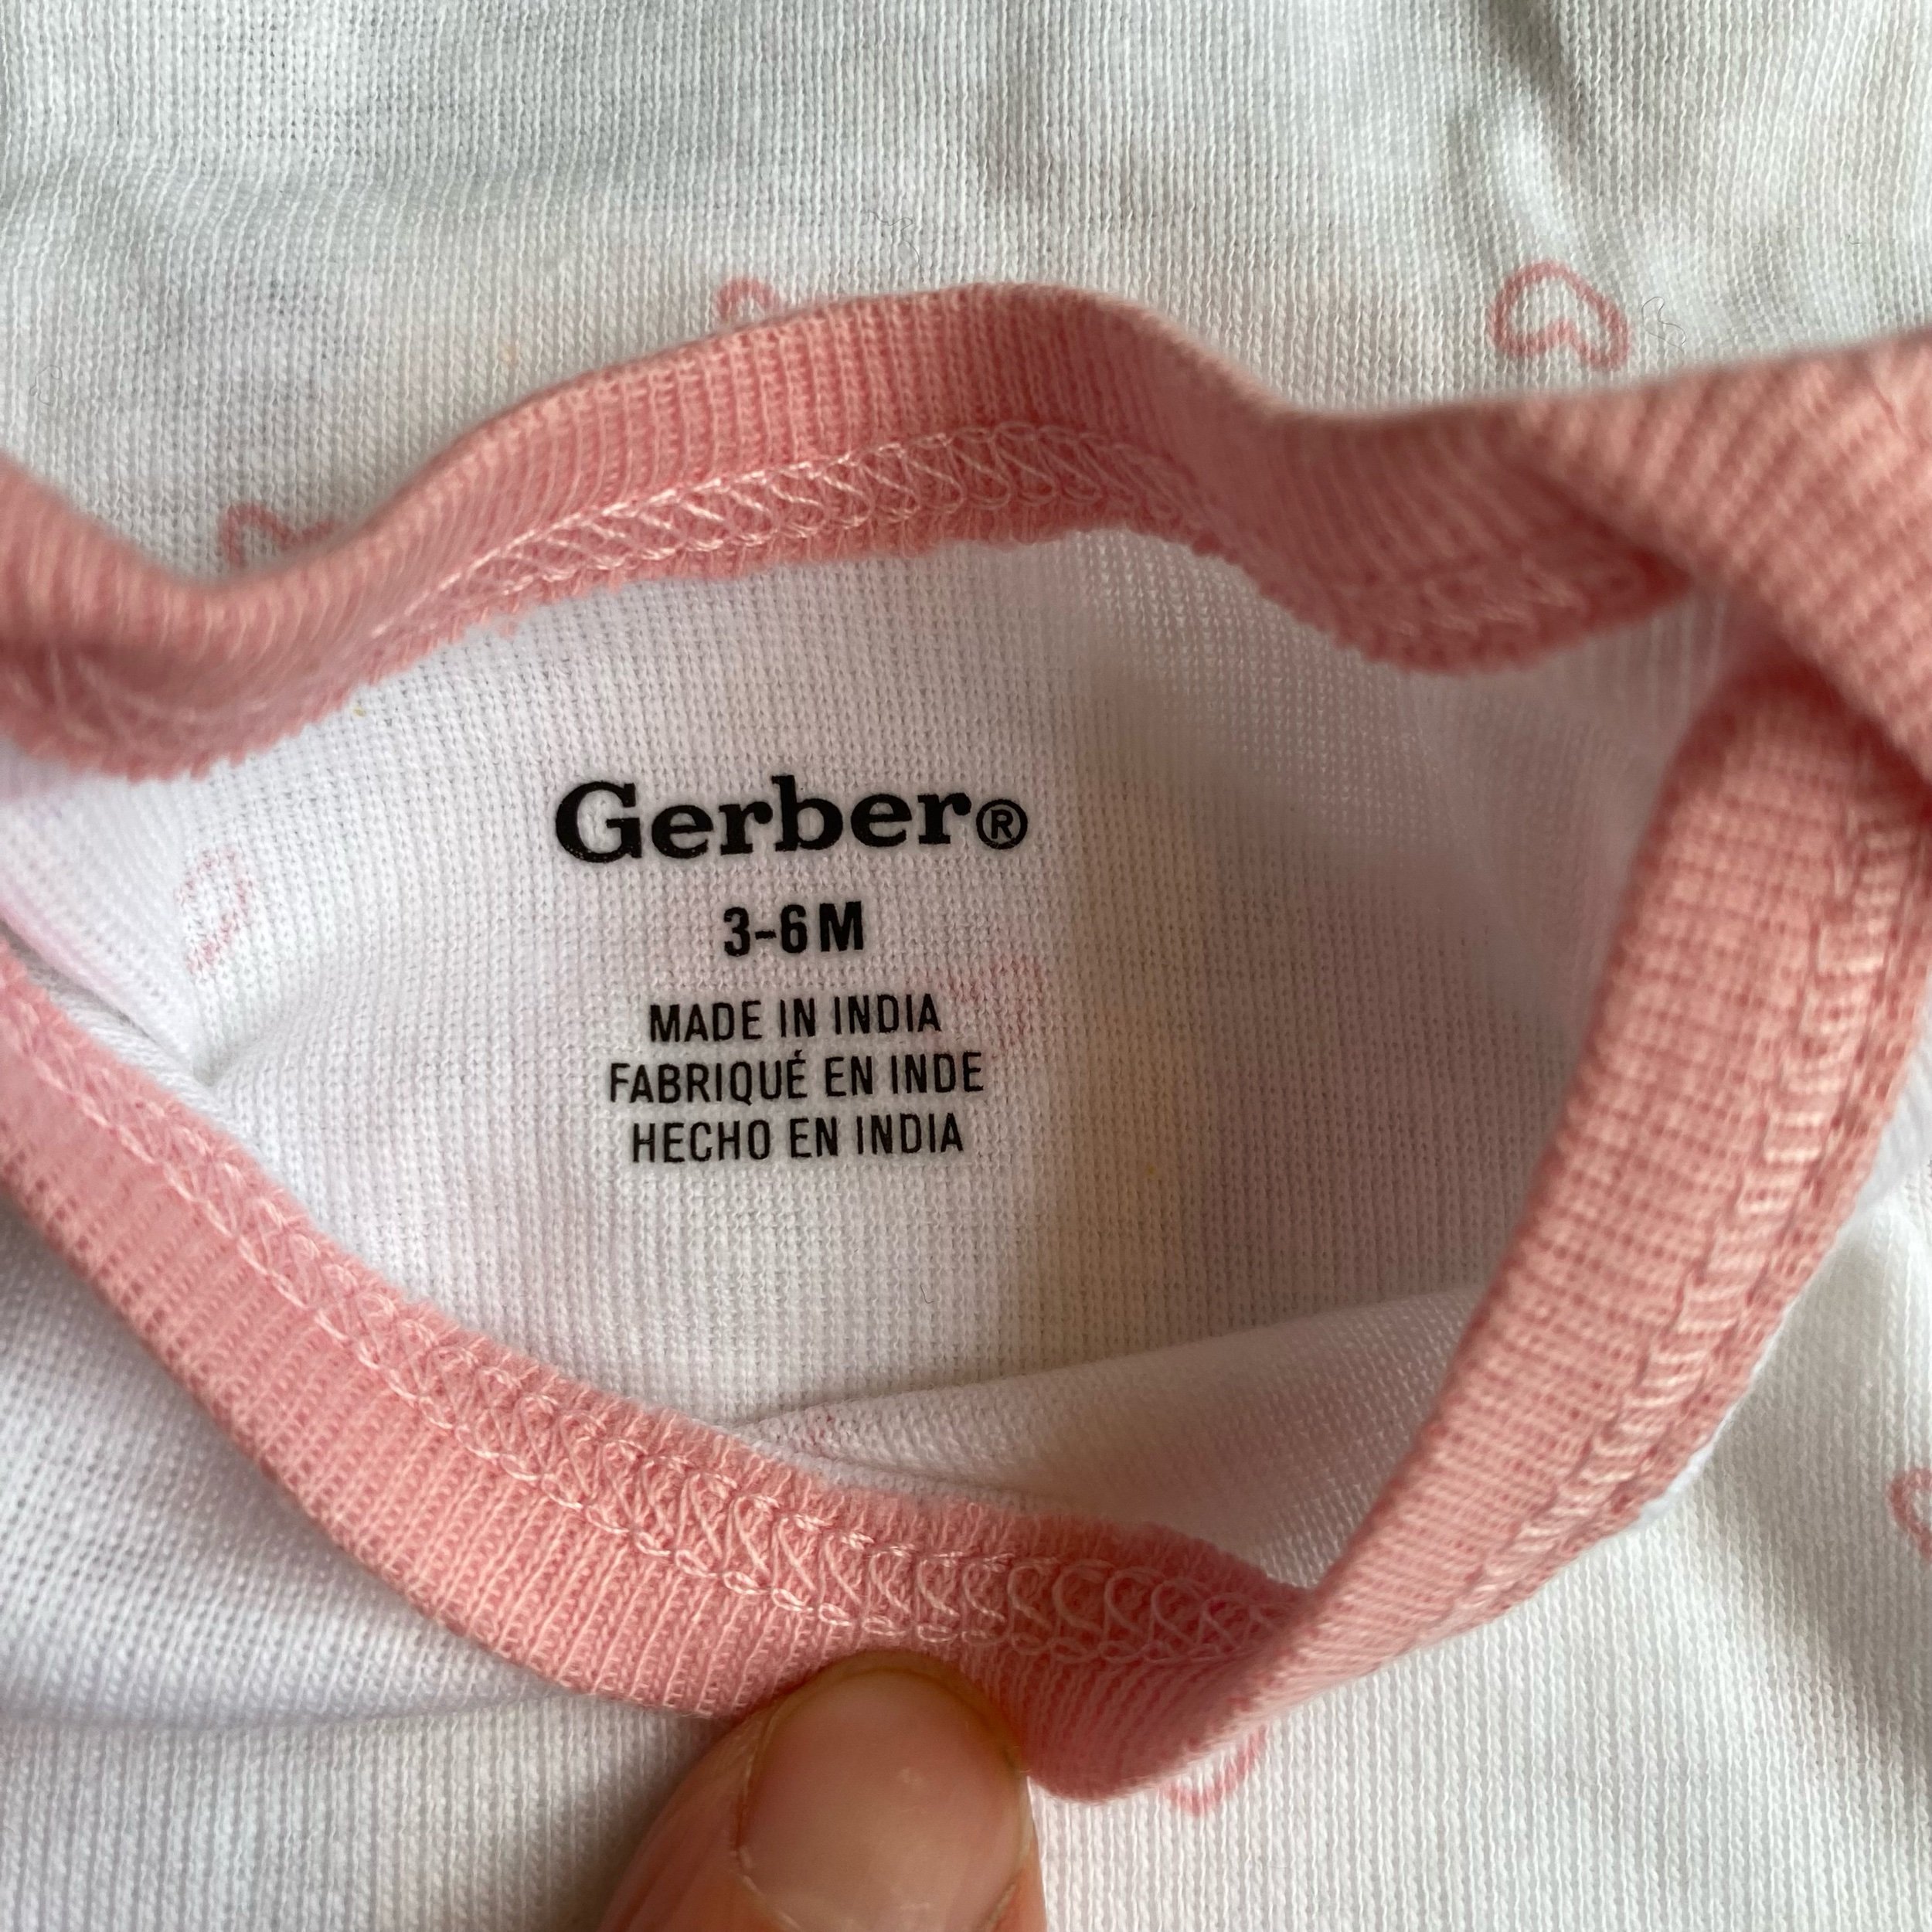 Gerber®
3-6M
MADE IN INDIA
FABRIQUÉ EN INDE
HECHO EN INDIA